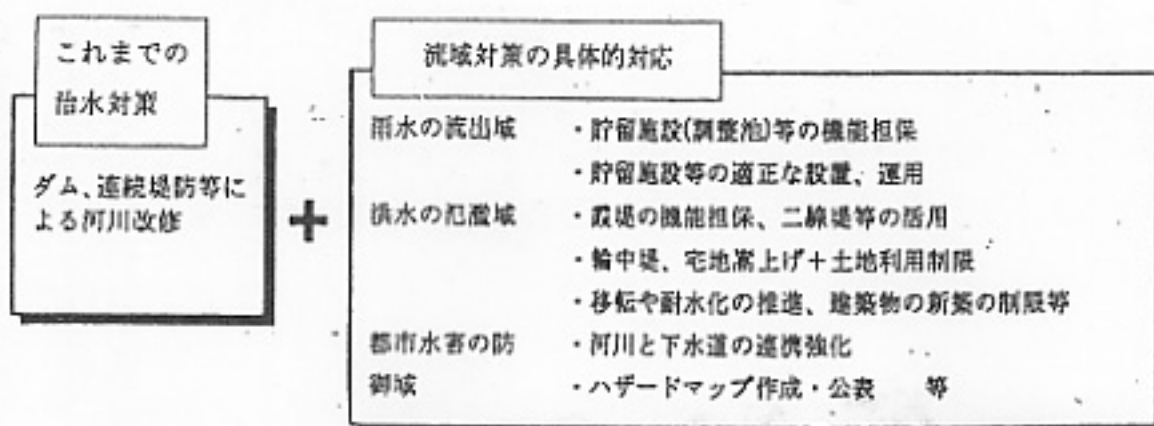 これまでの
治水対策
ダム、連続堤防等に
よる河川改修
+
流域対策の具体的対応
雨水の流出域 ・貯留施設(調整池)等の機能担保
・貯留施設等の適正な設置、運用
洪水の氾濫域 ・霞堤の機能担保、二線堤等の活用
・輪中堤、宅地嵩上げ+土地利用制限
・移転や耐水化の推進、建築物の新築の制限等
都市水害の防 ・河川と下水道の連携強化
御域 ・ハザードマップ作成・公表 等